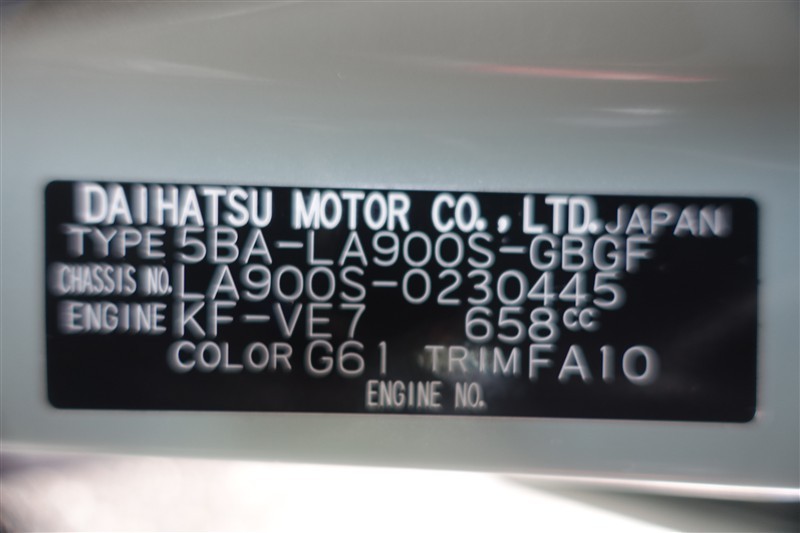 DAIHATSU MOTOR CO., LTD. JAPAN
TYPE 5BA-LA900S-GBGF
CHASSIS NO. LA900S-0230445
ENGINE KF-VE7 658cc
COLOR G61 TRIM FA10
ENGINE NO.